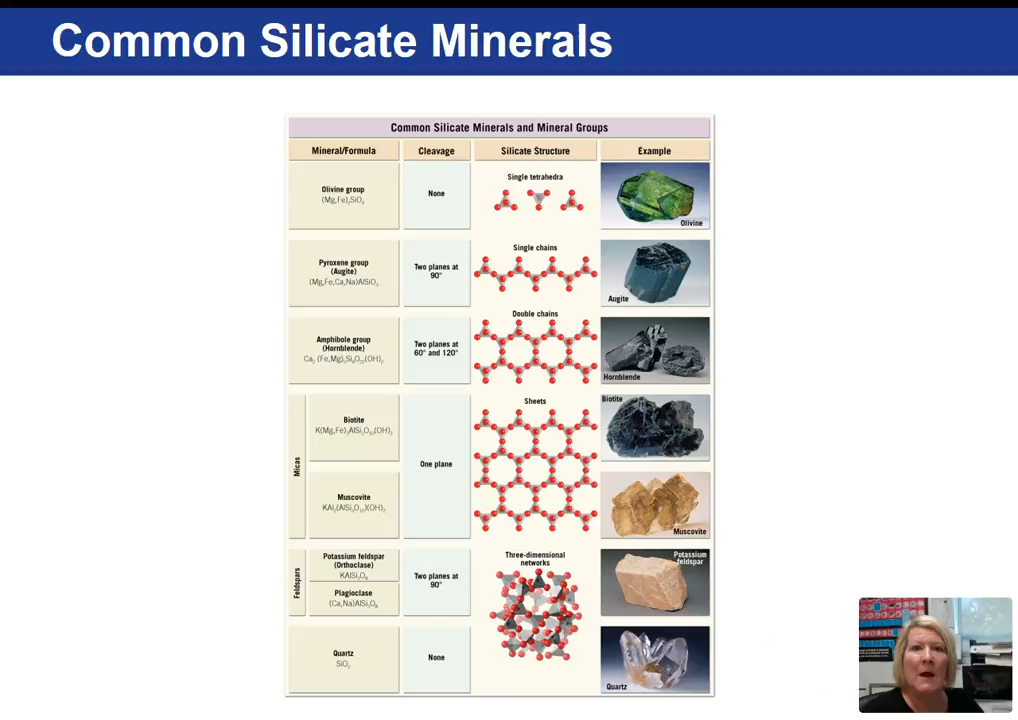 Common Silicate Minerals
Common Silicate Minerals and Mineral Groups
Mineral/Formula
Cleavage
Silicate Structure
Example
Olivine group
(Mg,Fe)₂SiO₄
None
Single tetrahedra
Olivine
Pyroxene group
(Augite)
(Mg,Fe,Ca,Na)AlSiO₃
Two planes at
90°
Single chains
Augite
Amphibole group
(Hornblende)
Ca₂(Fe,Mg)₅Si₈O₂₂(OH)₂
Two planes at
60° and 120°
Double chains
Hornblende
Micas
Biotite
K(Mg,Fe)₃AlSi₃O₁₀(OH)₂
Muscovite
KAl₂(AlSi₃O₁₀)(OH)₂
One plane
Sheets
Biotite
Muscovite
Feldspars
Potassium feldspar
(Orthoclase)
KAlSi₃O₈
Plagioclase
(Ca,Na)AlSi₃O₈
Two planes at
90°
Three-dimensional
networks
Potassium
feldspar
Quartz
SiO₂
None
Quartz